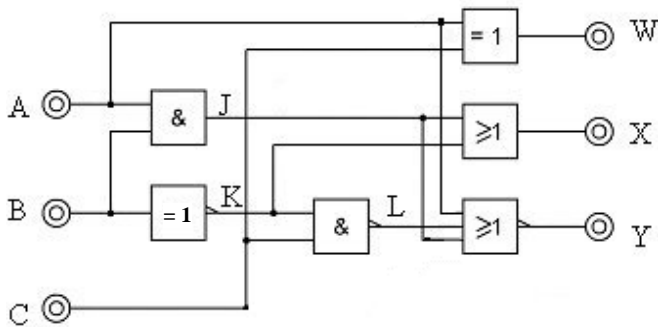 = 1
W
A
&
J
≥1
X
B
= 1
K
&
L
≥1
Y
C